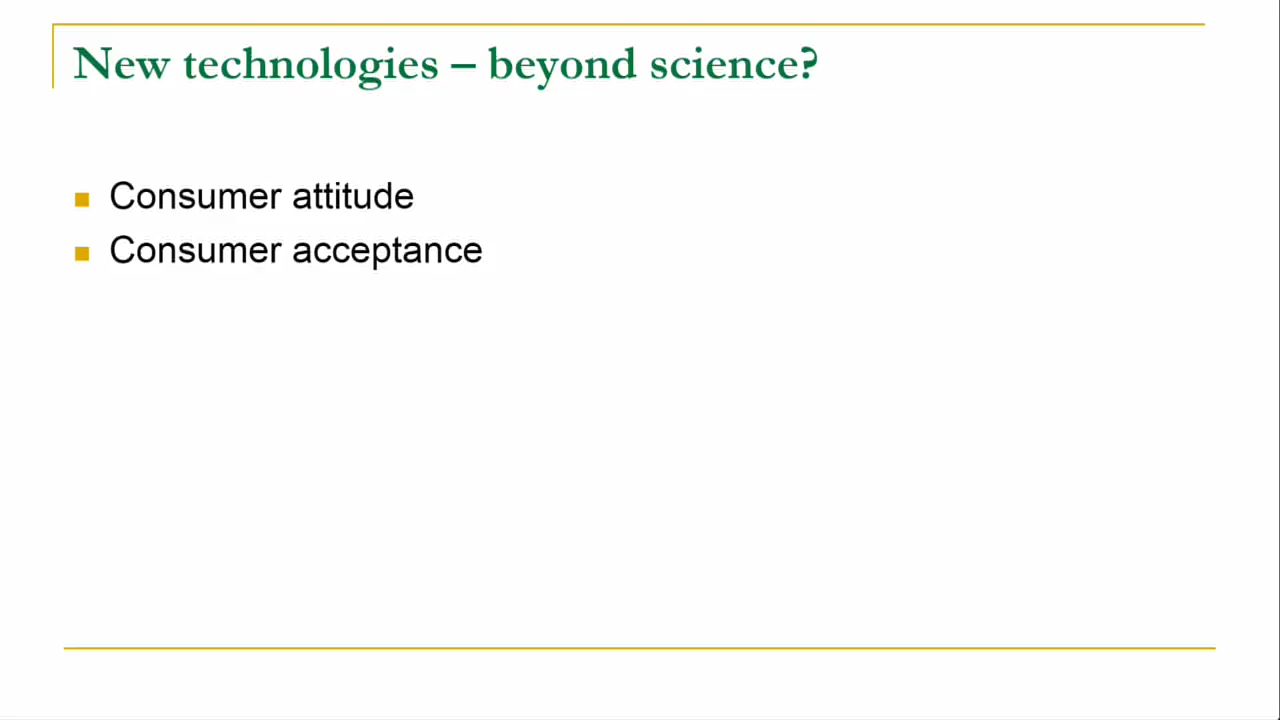 New technologies – beyond science?
Consumer attitude
Consumer acceptance